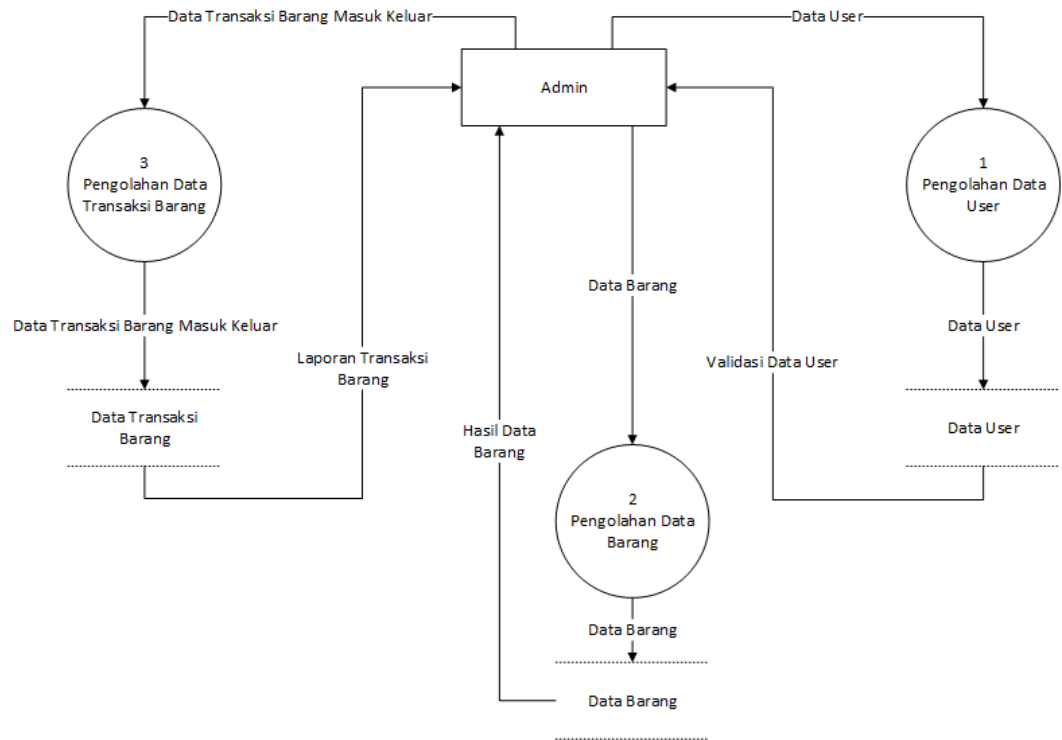 Data Transaksi Barang Masuk Keluar
Data User
Admin
3
Pengolahan Data
Transaksi Barang
1
Pengolahan Data
User
Data Barang
Data Transaksi Barang Masuk Keluar
Data User
Laporan Transaksi
Barang
Validasi Data User
Data Transaksi
Barang
Hasil Data
Barang
Data User
2
Pengolahan Data
Barang
Data Barang
Data Barang